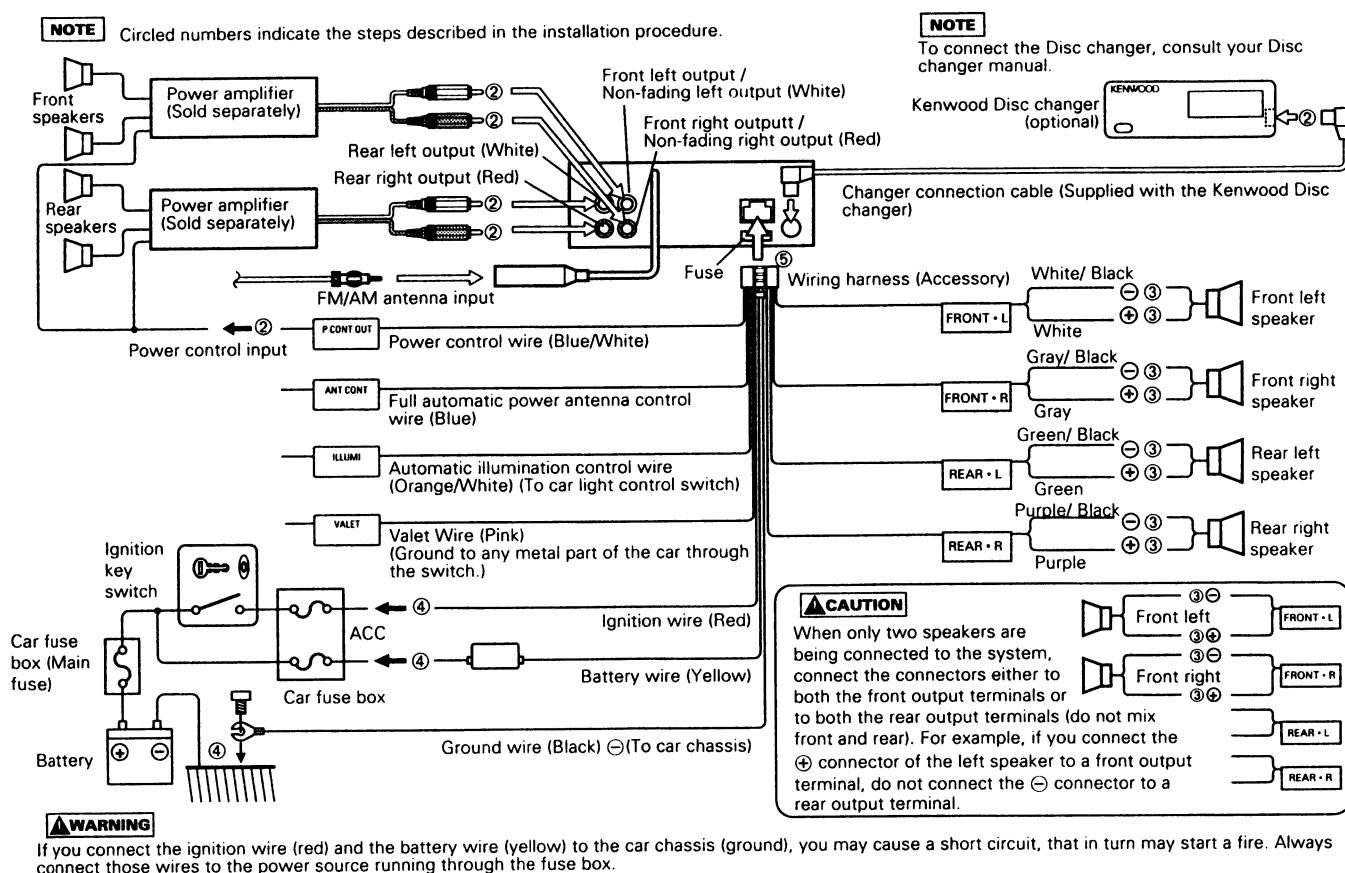 NOTE
Circled numbers indicate the steps described in the installation procedure.
NOTE
To connect the Disc changer, consult your Disc
changer manual.
KENWOOD
Kenwood Disc changer
(optional)
②
Front
speakers
Power amplifier
(Sold separately)
②
②
Front left output /
Non-fading left output (White)
Front right outputt /
Non-fading right output (Red)
Rear left output (White)
Rear right output (Red)
Rear
speakers
Power amplifier
(Sold separately)
②
②
Changer connection cable (Supplied with the Kenwood Disc
changer)
Fuse
⑤
FM/AM antenna input
Wiring harness (Accessory)
②
Power control input
P.CONT OUT
Power control wire (Blue/White)
ANT CONT
Full automatic power antenna control
wire (Blue)
ILLUMI
Automatic illumination control wire
(Orange/White) (To car light control switch)
VALET
Valet Wire (Pink)
(Ground to any metal part of the car through
the switch.)
White/ Black
⊖ ③
FRONT • L
⊕ ③
White
Front left
speaker
Gray/ Black
⊖ ③
FRONT • R
⊕ ③
Gray
Front right
speaker
Green/ Black
⊖ ③
REAR • L
⊕ ③
Green
Rear left
speaker
Purple/ Black
⊖ ③
REAR • R
⊕ ③
Purple
Rear right
speaker
Ignition
key
switch
④
ACC
Ignition wire (Red)
Car fuse
box (Main
fuse)
④
Car fuse box
Battery wire (Yellow)
Battery
⊕ ⊖
④
Ground wire (Black) ⊖(To car chassis)
CAUTION
When only two speakers are
being connected to the system,
connect the connectors either to
both the front output terminals or
to both the rear output terminals (do not mix
front and rear). For example, if you connect the
⊕ connector of the left speaker to a front output
terminal, do not connect the ⊖ connector to a
rear output terminal.
③⊖
Front left
③⊕
FRONT • L
③⊖
Front right
③⊕
FRONT • R
REAR • L
REAR • R
WARNING
If you connect the ignition wire (red) and the battery wire (yellow) to the car chassis (ground), you may cause a short circuit, that in turn may start a fire. Always
connect those wires to the power source running through the fuse box.